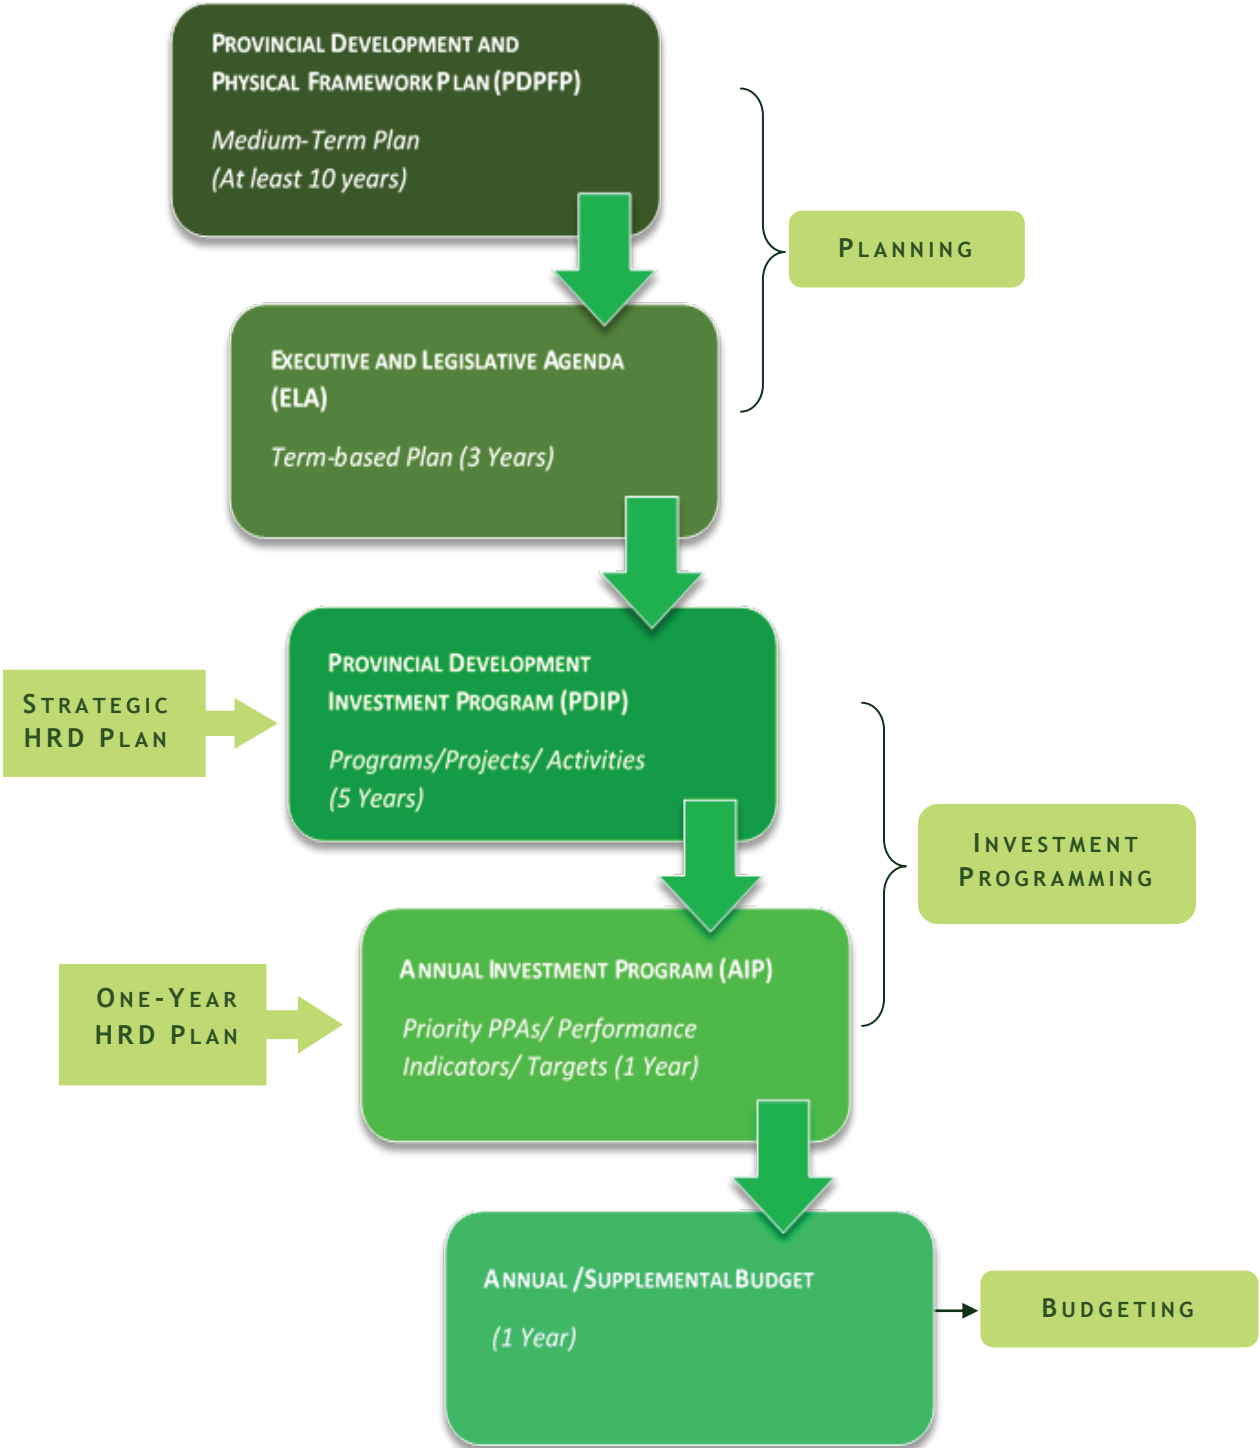 PROVINCIAL DEVELOPMENT AND
PHYSICAL FRAMEWORK PLAN (PDPFP)
Medium-Term Plan
(At least 10 years)
PLANNING
EXECUTIVE AND LEGISLATIVE AGENDA
(ELA)
Term-based Plan (3 Years)
PROVINCIAL DEVELOPMENT
INVESTMENT PROGRAM (PDIP)
Programs/Projects/ Activities
(5 Years)
STRATEGIC
HRD PLAN
INVESTMENT
PROGRAMMING
ANNUAL INVESTMENT PROGRAM (AIP)
Priority PPAs/ Performance
Indicators/ Targets (1 Year)
ONE-YEAR
HRD PLAN
ANNUAL /SUPPLEMENTAL BUDGET
(1 Year)
BUDGETING